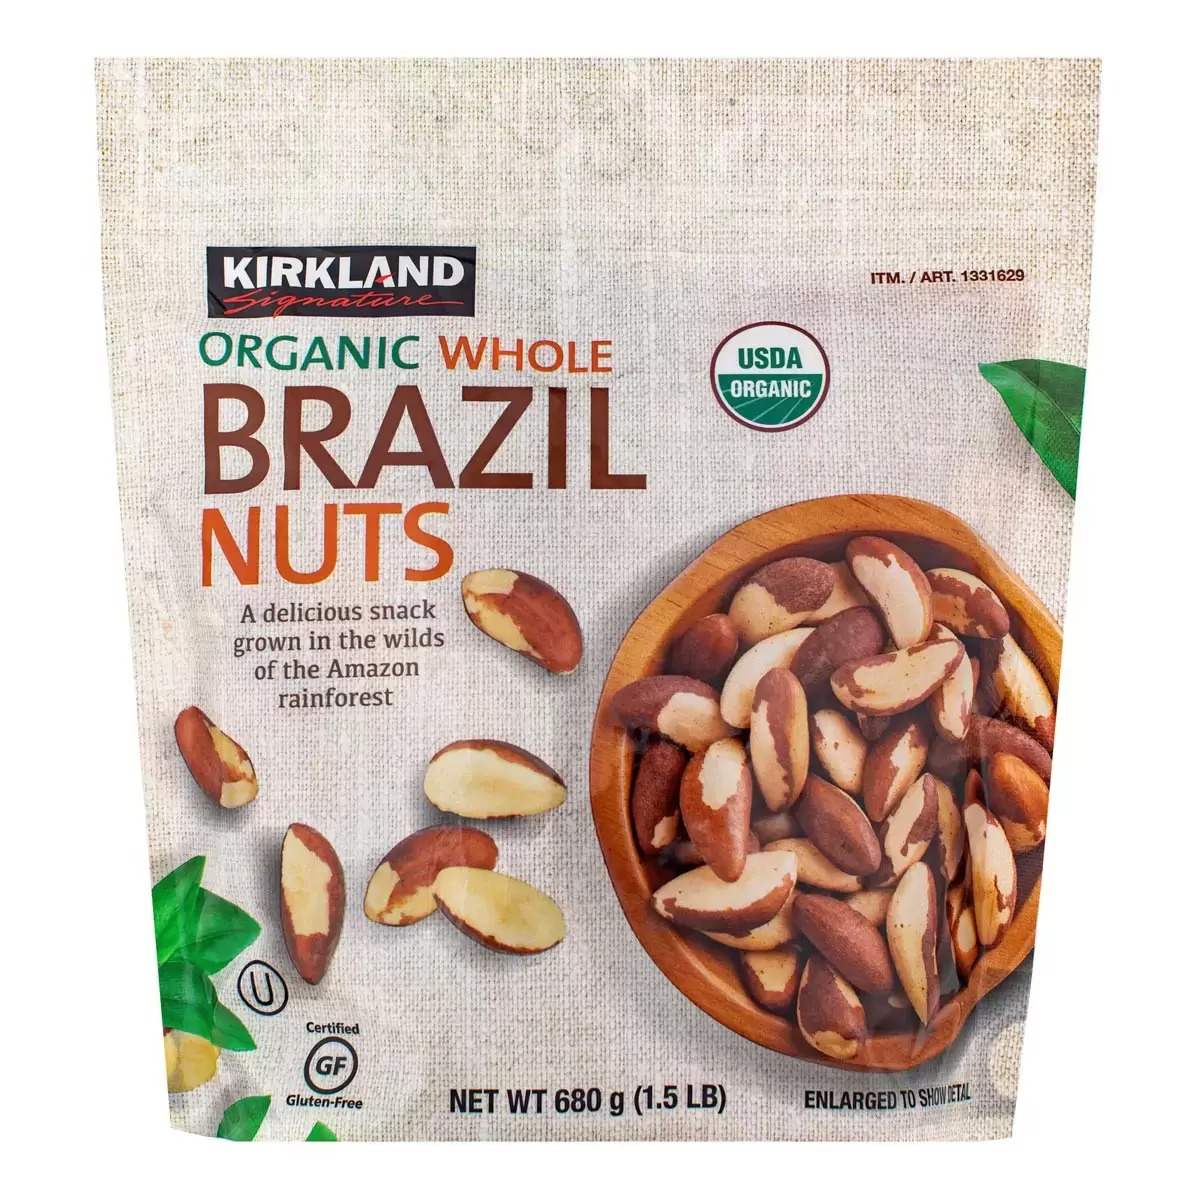 KIRKLAND
Signature
ITM. / ART. 1331629
ORGANIC WHOLE
BRAZIL
NUTS
USDA
ORGANIC
A delicious snack
grown in the wilds
of the Amazon
rainforest
U
Certified
GF
Gluten-Free
NET WT 680 g (1.5 LB)
ENLARGED TO SHOW DETAIL